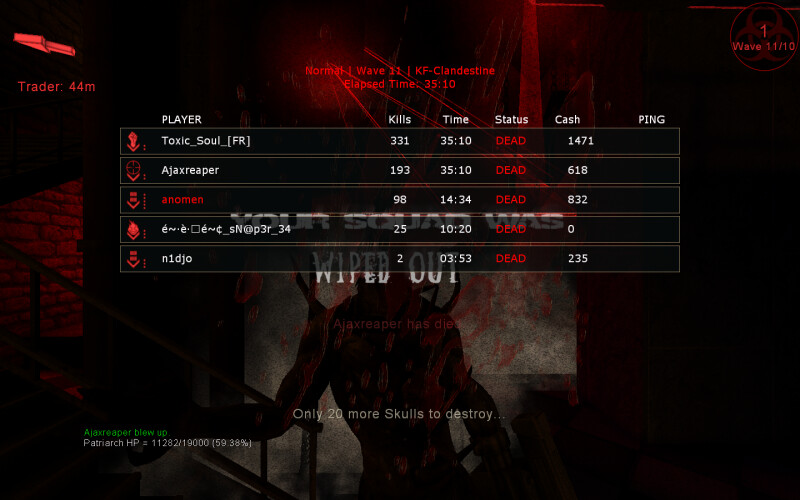 1
Wave 11/10
Trader: 44m
Normal | Wave 11 | KF-Clandestine
Elapsed Time: 35:10
PLAYER Kills Time Status Cash PING
Toxic_Soul_[FR] 331 35:10 DEAD 1471
Ajaxreaper 193 35:10 DEAD 618
anomen 98 14:34 DEAD 832
YOUR SQUAD WAS
é~·è·□é~¢_sN@p3r_34 25 10:20 DEAD 0
n1djo 2 03:53 DEAD 235
WIPED OUT
Ajaxreaper has died
Only 20 more Skulls to destroy...
Ajaxreaper blew up.
Patriarch HP = 11282/19000 (59.38%)